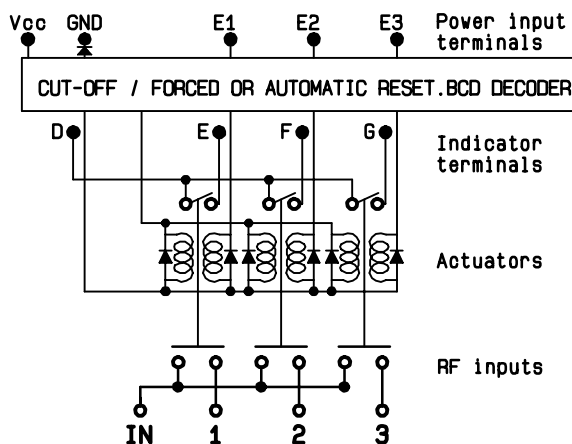 Vcc GND E1 E2 E3 Power input
terminals
CUT-OFF / FORCED OR AUTOMATIC RESET.BCD DECODER
D E F G Indicator
terminals
Actuators
RF inputs
IN 1 2 3